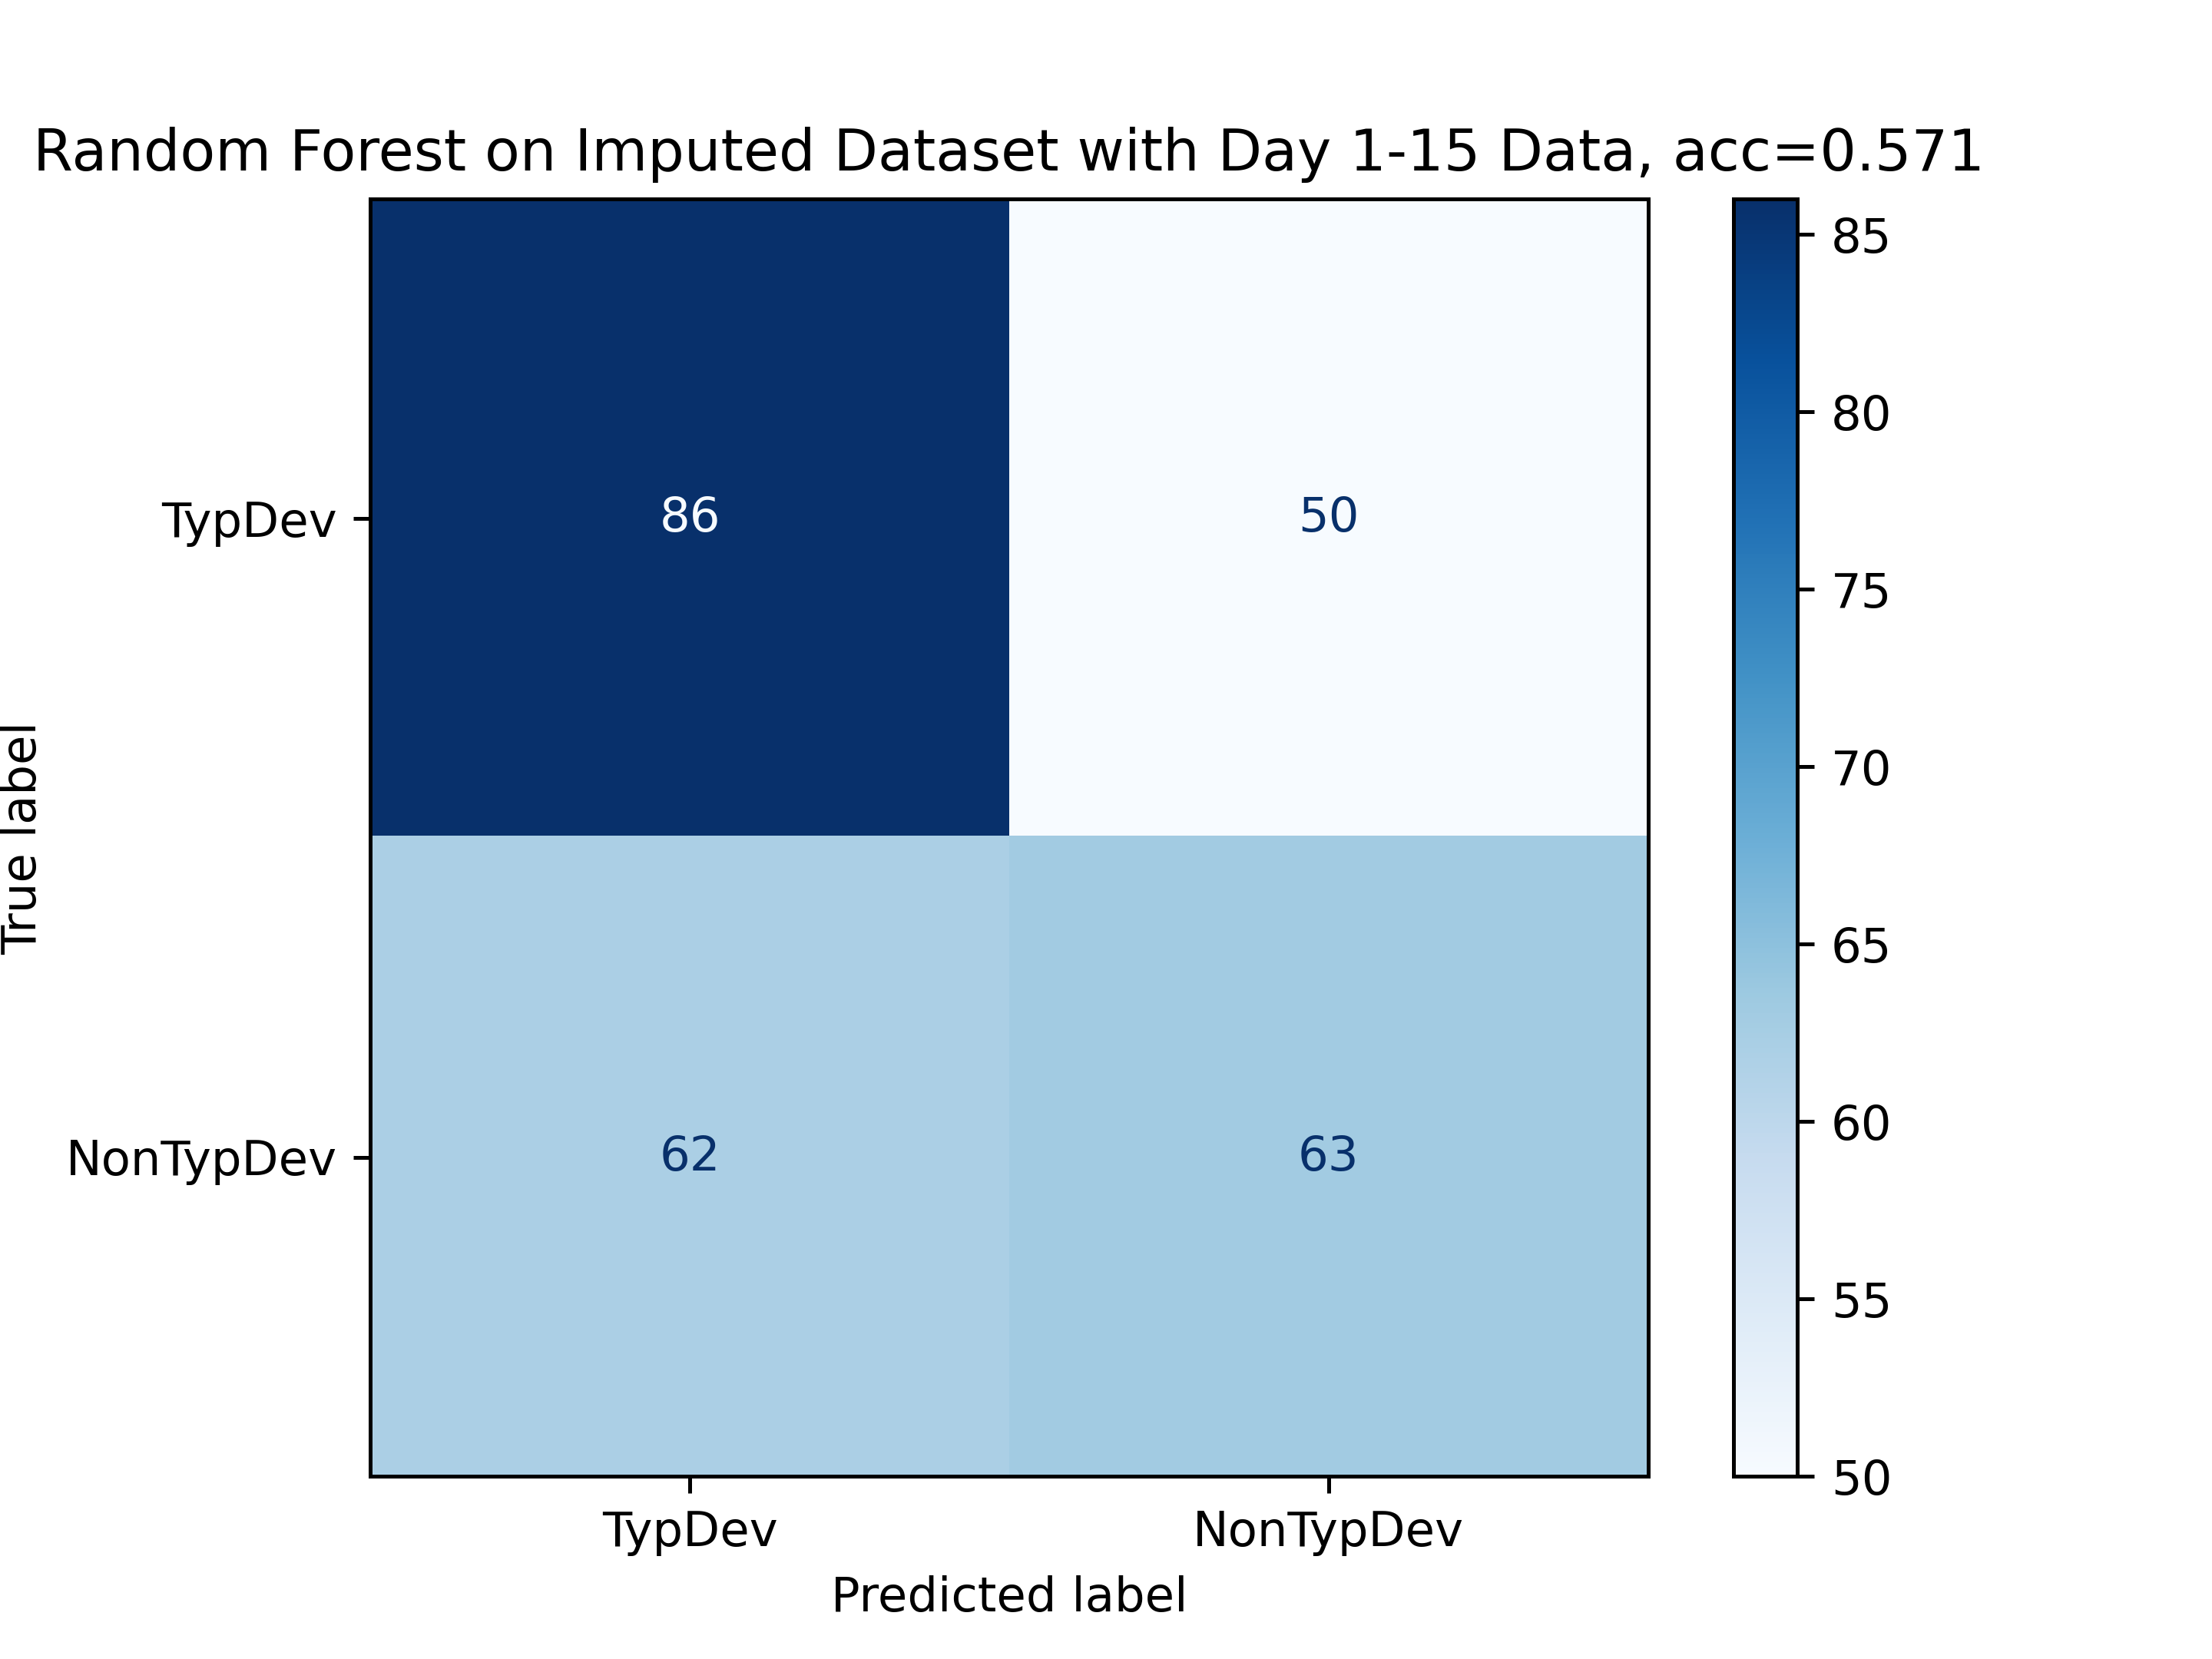 Random Forest on Imputed Dataset with Day 1-15 Data, acc=0.571
True label
TypDev
NonTypDev
86
50
62
63
TypDev
NonTypDev
Predicted label
85
80
75
70
65
60
55
50